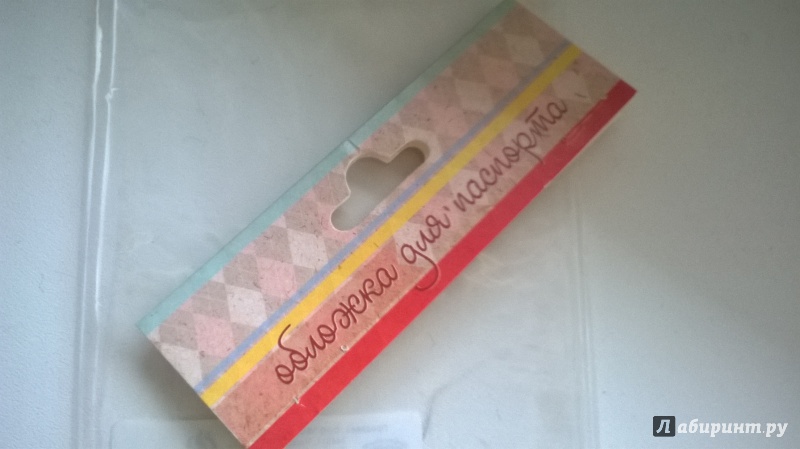 обложка для паспорта
Лабиринт.ру